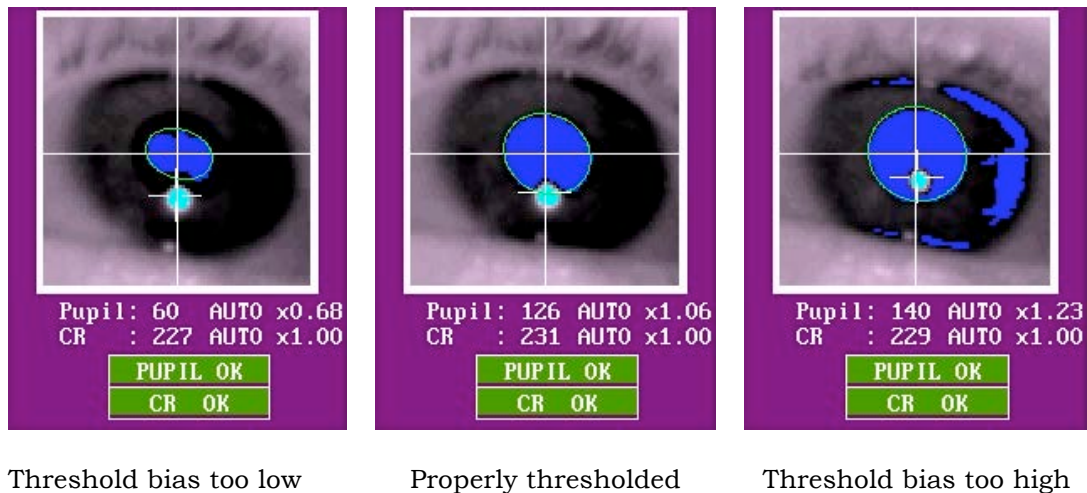 Pupil: 60 AUTO x0.68
CR : 227 AUTO x1.00
PUPIL OK
CR OK
Pupil: 126 AUTO x1.06
CR : 231 AUTO x1.00
PUPIL OK
CR OK
Pupil: 140 AUTO x1.23
CR : 229 AUTO x1.00
PUPIL OK
CR OK
Threshold bias too low
Properly thresholded
Threshold bias too high